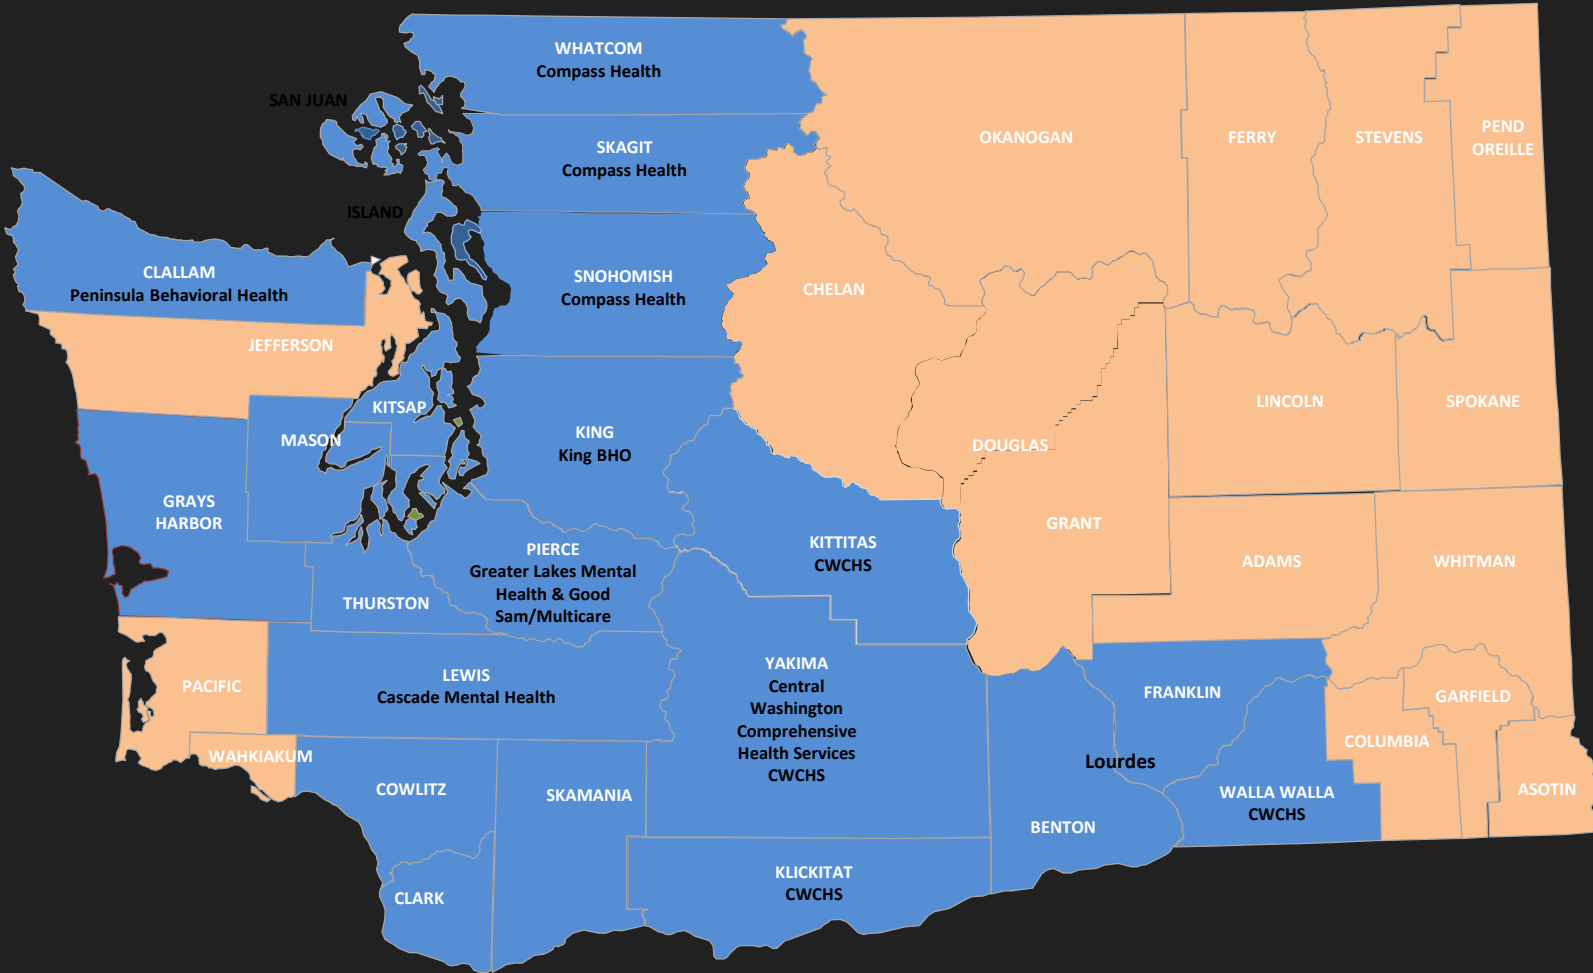 WHATCOM
Compass Health
SAN JUAN
SKAGIT
Compass Health
ISLAND
OKANOGAN
FERRY
STEVENS
PEND
OREILLE
CLALLAM
Peninsula Behavioral Health
SNOHOMISH
Compass Health
CHELAN
JEFFERSON
KITSAP
MASON
KING
King BHO
DOUGLAS
LINCOLN
SPOKANE
GRAYS
HARBOR
GRANT
KITTITAS
CWCHS
ADAMS
WHITMAN
PIERCE
Greater Lakes Mental
Health & Good
Sam/Multicare
THURSTON
PACIFIC
LEWIS
Cascade Mental Health
YAKIMA
Central
Washington
Comprehensive
Health Services
CWCHS
FRANKLIN
GARFIELD
COLUMBIA
WAHKIAKUM
Lourdes
COWLITZ
SKAMANIA
WALLA WALLA
CWCHS
ASOTIN
BENTON
KLICKITAT
CWCHS
CLARK